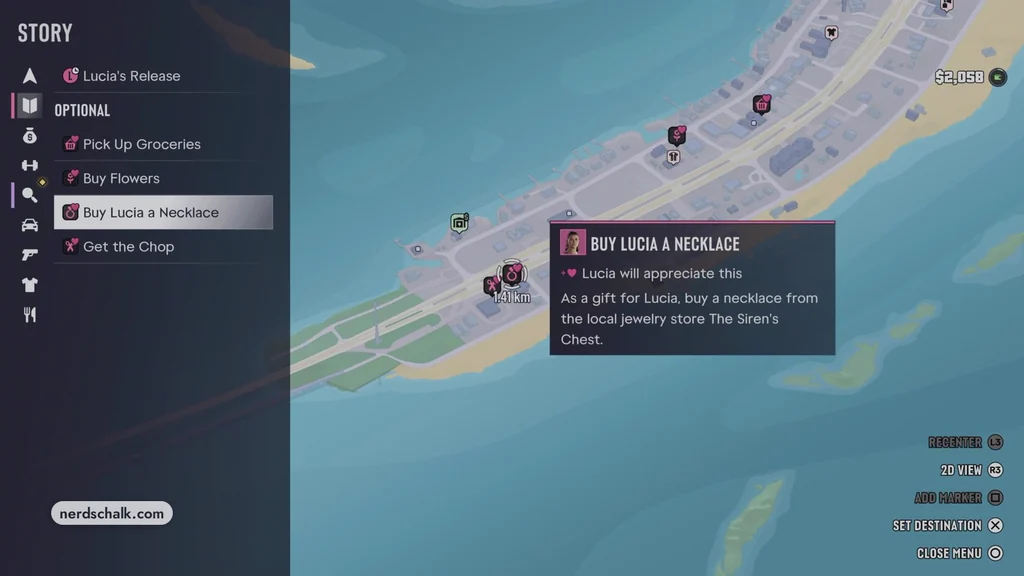 STORY
Lucia's Release
OPTIONAL
Pick Up Groceries
Buy Flowers
Buy Lucia a Necklace
Get the Chop
$2,058
1.41 km
BUY LUCIA A NECKLACE
Lucia will appreciate this
As a gift for Lucia, buy a necklace from
the local jewelry store The Siren's
Chest.
RECENTER L3
2D VIEW R3
ADD MARKER
SET DESTINATION
CLOSE MENU
nerdschalk.com